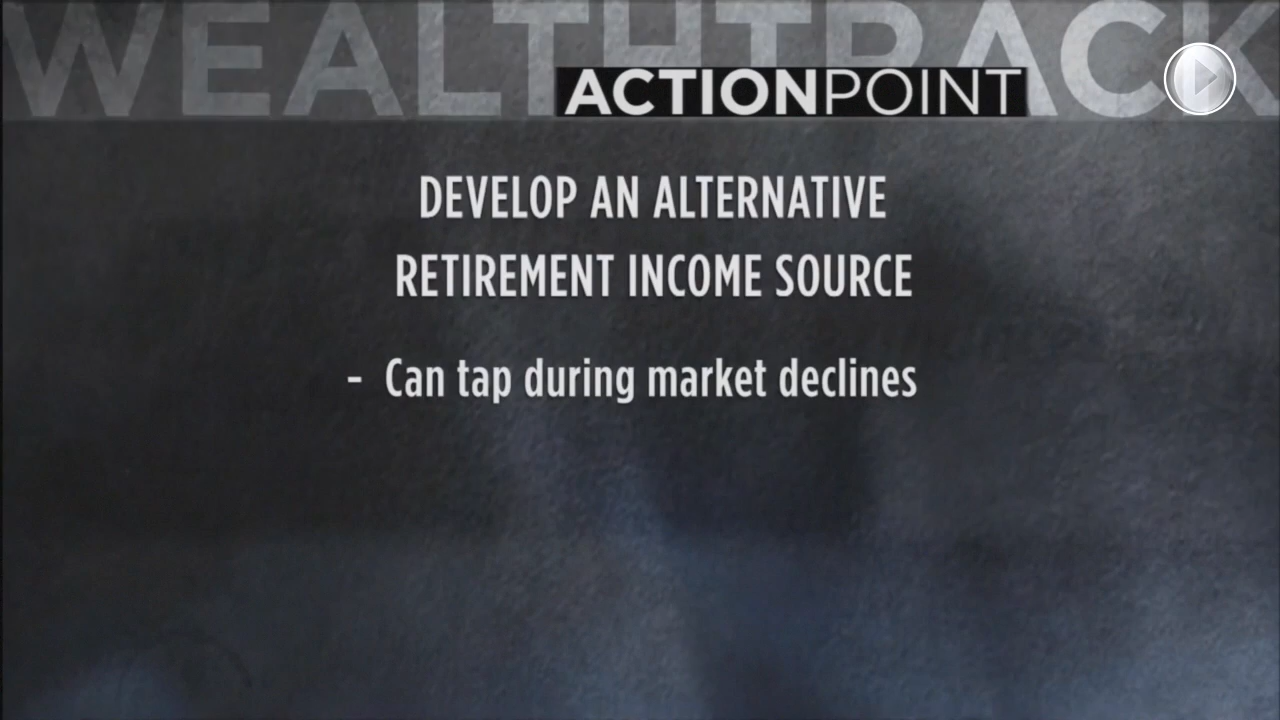 WEALTHTRACK
ACTIONPOINT
DEVELOP AN ALTERNATIVE
RETIREMENT INCOME SOURCE
- Can tap during market declines